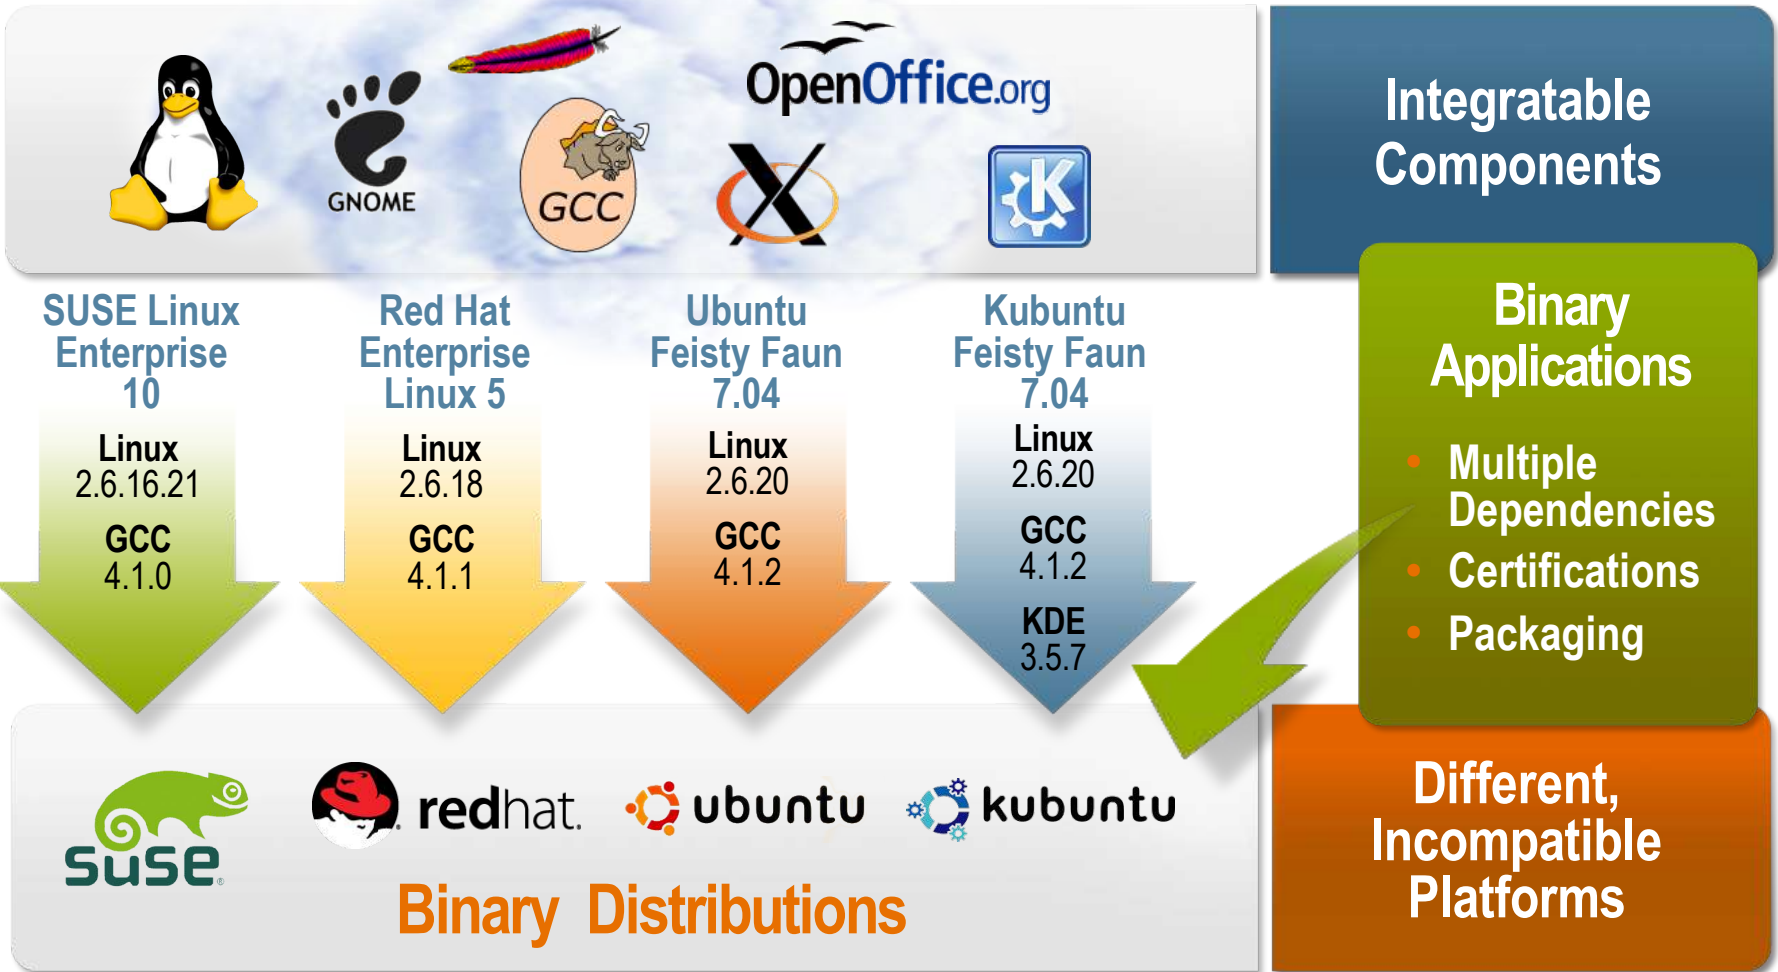 OpenOffice.org
GNOME
GCC
Integratable
Components
SUSE Linux
Enterprise
10
Linux
2.6.16.21
GCC
4.1.0
Red Hat
Enterprise
Linux 5
Linux
2.6.18
GCC
4.1.1
Ubuntu
Feisty Faun
7.04
Linux
2.6.20
GCC
4.1.2
Kubuntu
Feisty Faun
7.04
Linux
2.6.20
GCC
4.1.2
KDE
3.5.7
Binary
Applications
• Multiple
Dependencies
• Certifications
• Packaging
SUSE®
redhat.
ubuntu
kubuntu
Binary Distributions
Different,
Incompatible
Platforms